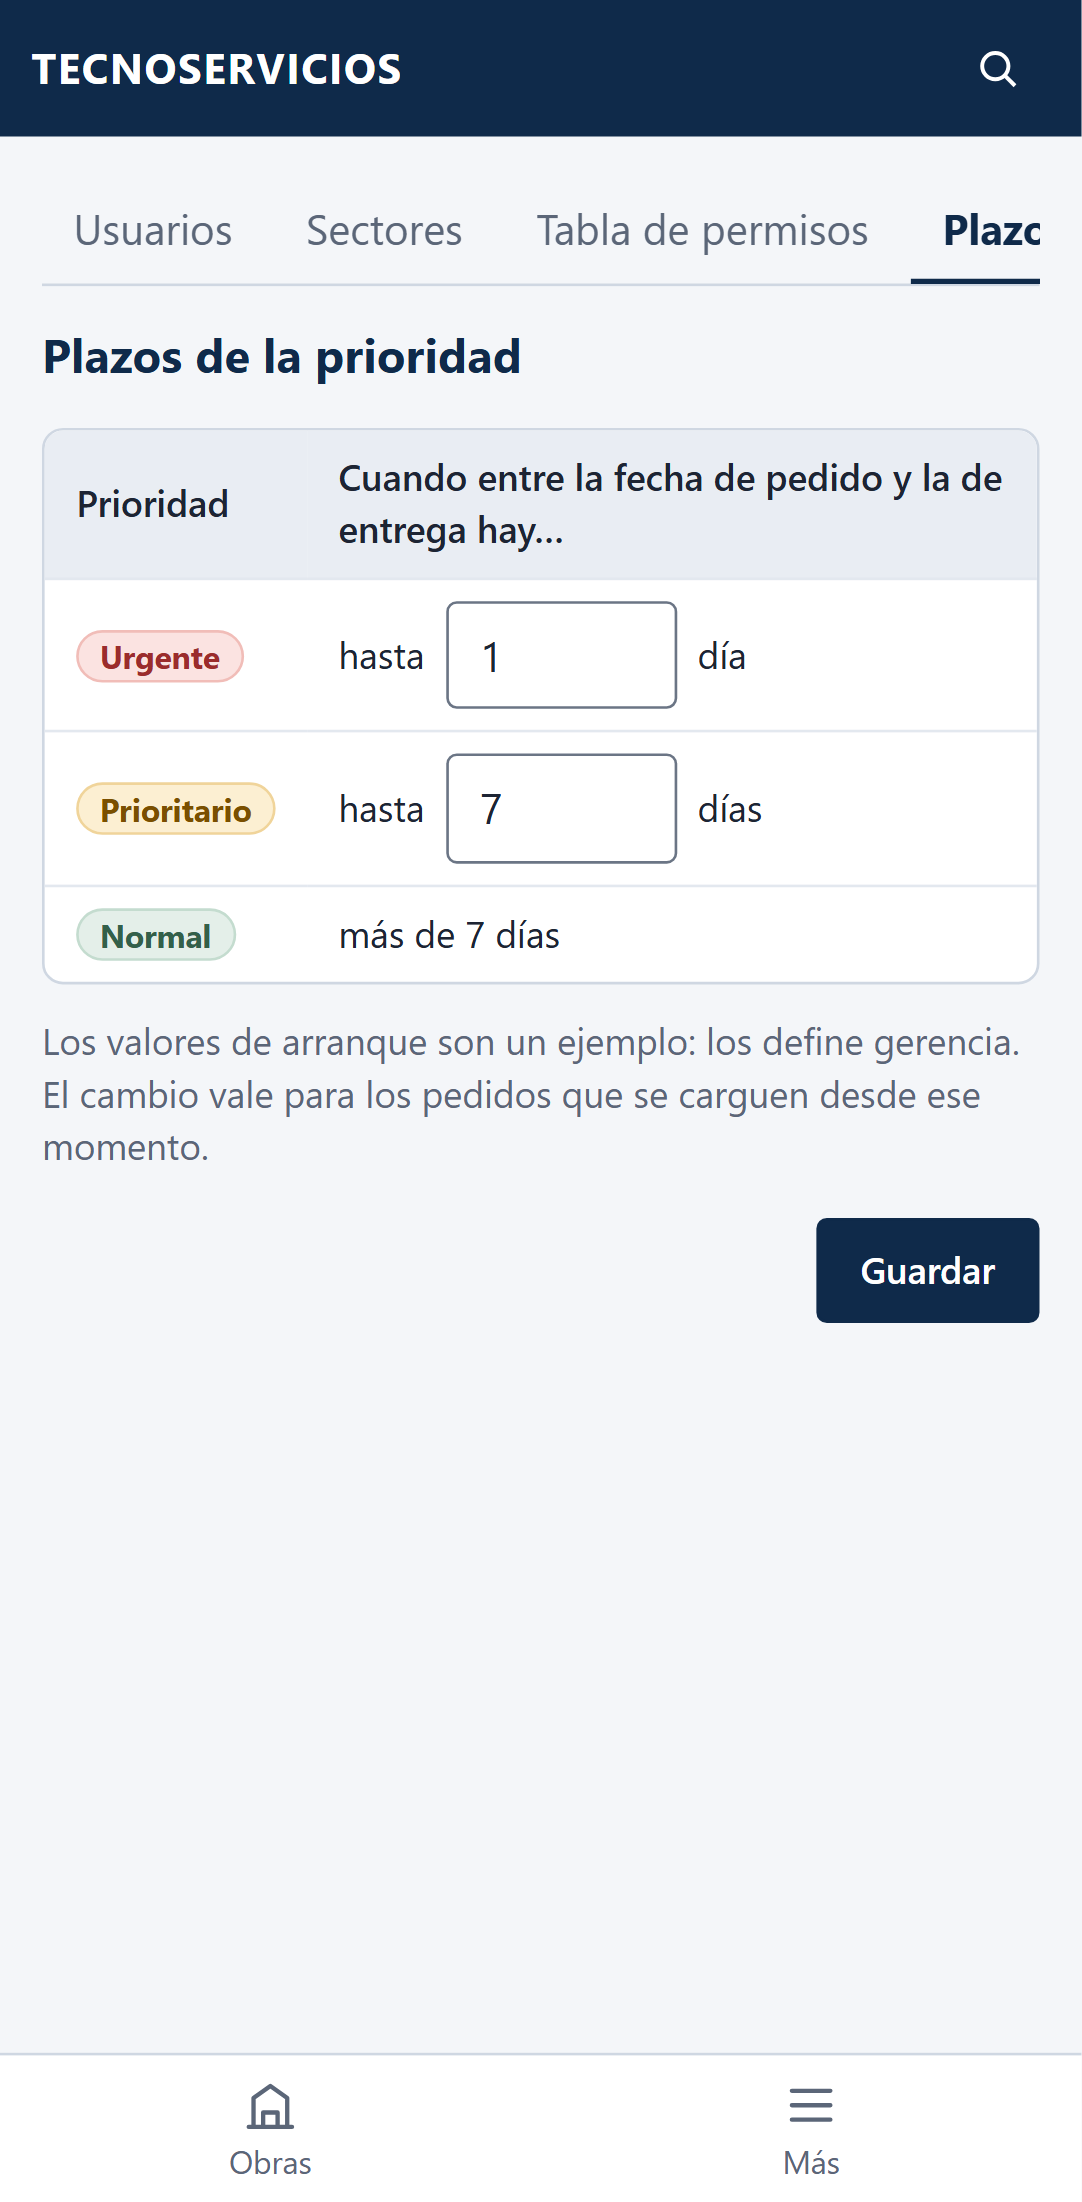 TECNOSERVICIOS
Usuarios Sectores Tabla de permisos Plazo
Plazos de la prioridad
Prioridad
Cuando entre la fecha de pedido y la de
entrega hay...
Urgente hasta 1 día
Prioritario hasta 7 días
Normal más de 7 días
Los valores de arranque son un ejemplo: los define gerencia.
El cambio vale para los pedidos que se carguen desde ese
momento.
Guardar
Obras Más